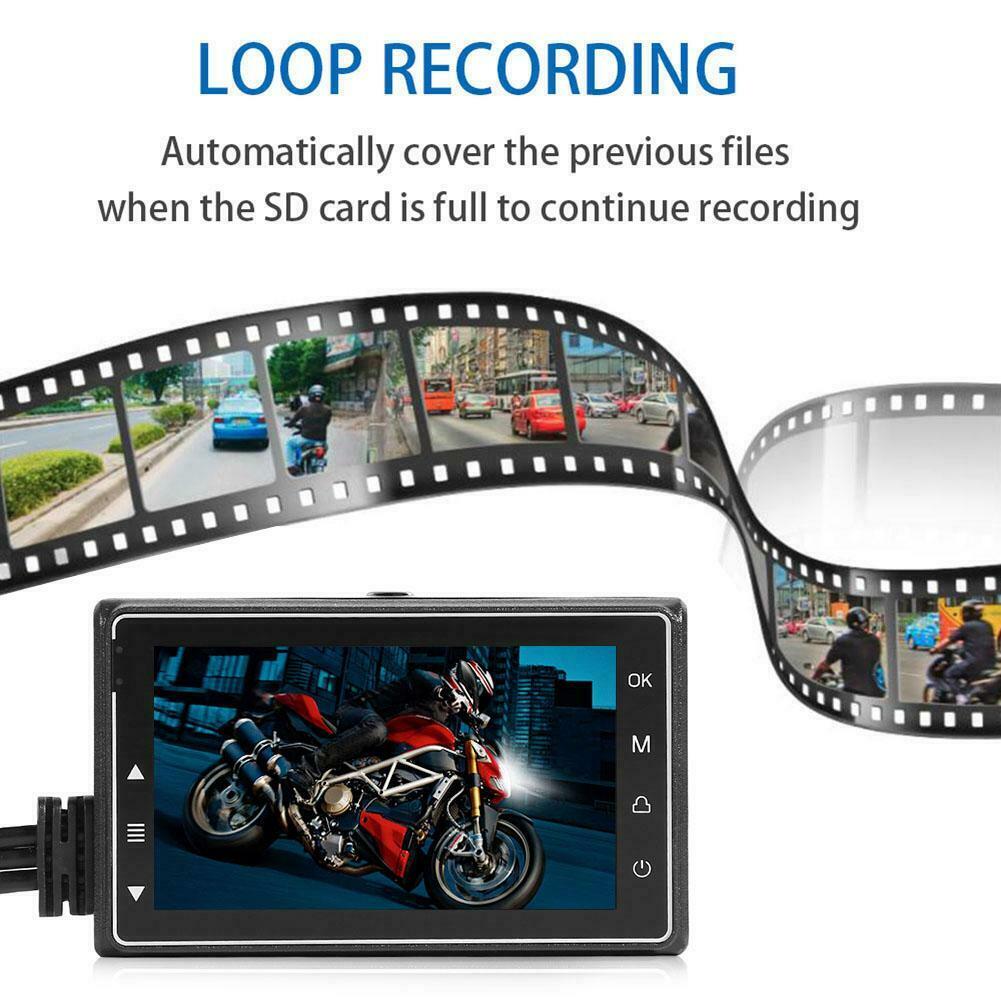 LOOP RECORDING
Automatically cover the previous files
when the SD card is full to continue recording
OK
M